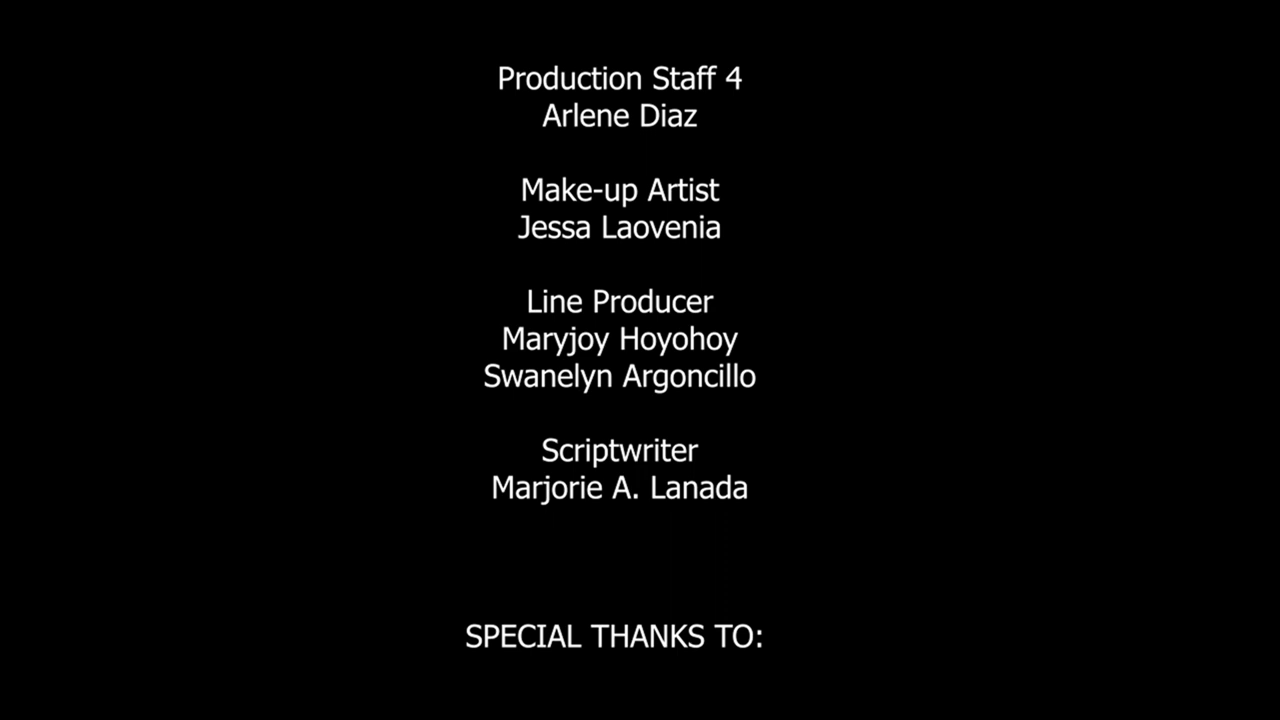 Production Staff 4
Arlene Diaz
Make-up Artist
Jessa Laovenia
Line Producer
Maryjoy Hoyohoy
Swanelyn Argoncillo
Scriptwriter
Marjorie A. Lanada
SPECIAL THANKS TO: